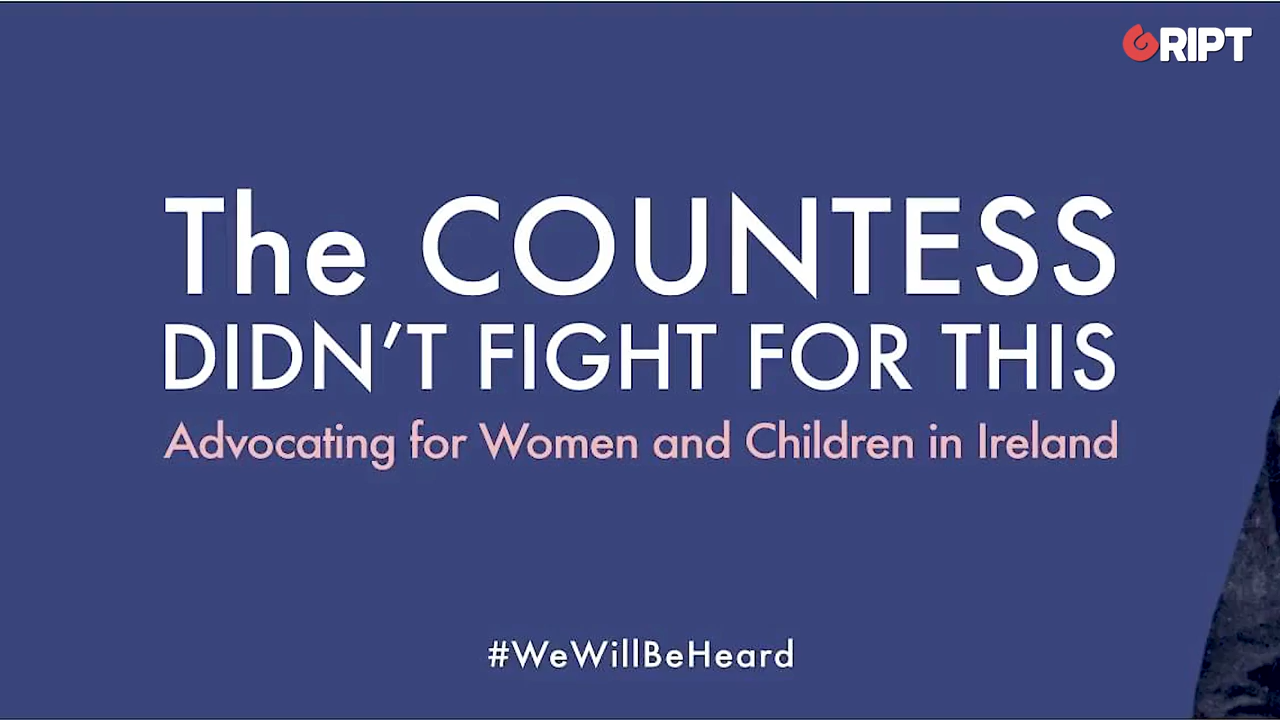 GRIPT
The COUNTESS
DIDN’T FIGHT FOR THIS
Advocating for Women and Children in Ireland
#WeWillBeHeard